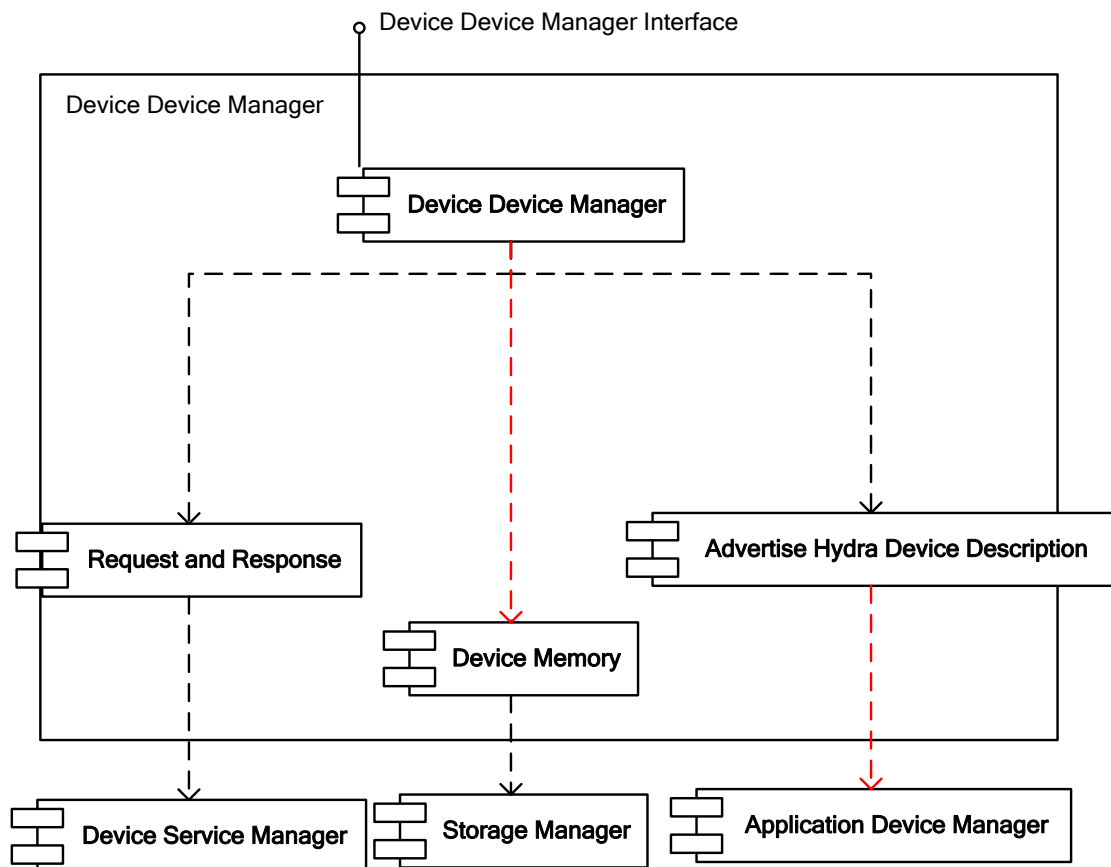 Device Device Manager Interface
Device Device Manager
Device Device Manager
Request and Response
Advertise Hydra Device Description
Device Memory
Device Service Manager
Storage Manager
Application Device Manager